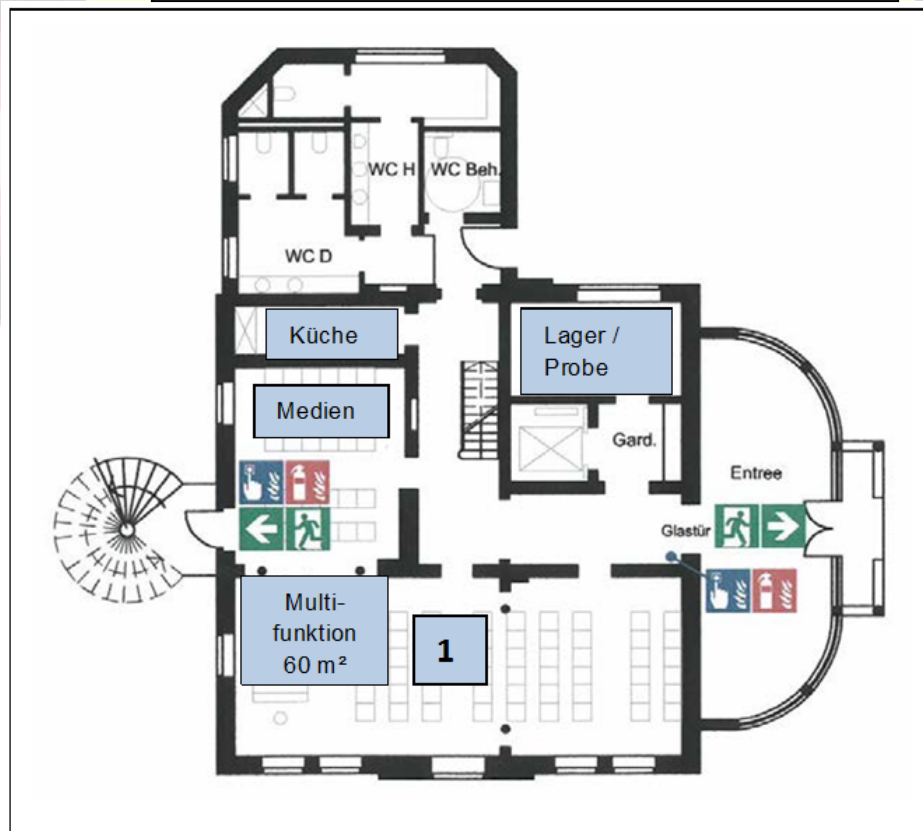 WC H
WC Beh.
WC D
Küche
Lager /
Probe
Medien
Gard.
Entree
Glastür
Multi-
funktion
60 m²
1